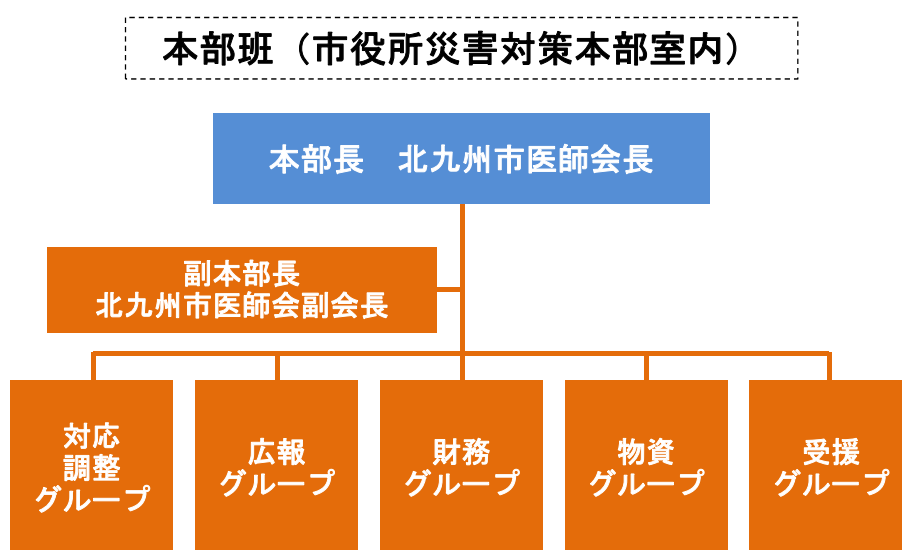 本部班（市役所災害対策本部室内）
本部長　北九州市医師会長
副本部長
北九州市医師会副会長
対応
調整
グループ
広報
グループ
財務
グループ
物資
グループ
受援
グループ